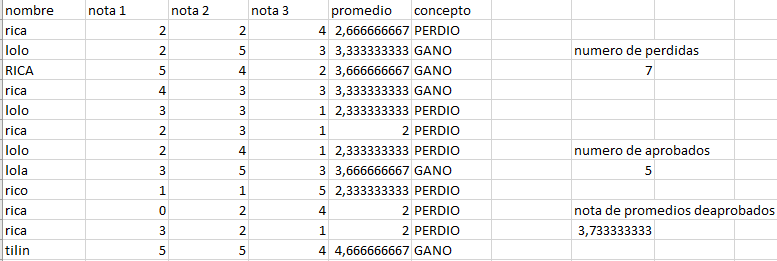 nombre nota 1 nota 2 nota 3 promedio concepto
rica 2 2 4 2,666666667 PERDIO
lolo 2 5 3 3,333333333 GANO numero de perdidas
RICA 5 4 2 3,666666667 GANO 7
rica 4 3 3 3,333333333 GANO
lolo 3 3 1 2,333333333 PERDIO
rica 2 3 1 2 PERDIO
lolo 2 4 1 2,333333333 PERDIO numero de aprobados
lola 3 5 3 3,666666667 GANO 5
rico 1 1 5 2,333333333 PERDIO
rica 0 2 4 2 PERDIO nota de promedios deaprobados
rica 3 2 1 2 PERDIO 3,733333333
tilin 5 5 4 4,666666667 GANO